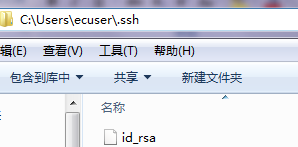 C:\Users\ecuser\.ssh
辑(E) 查看(V) 工具(T) 帮助(H)
包含到库中 共享 新建文件夹
名称
id_rsa